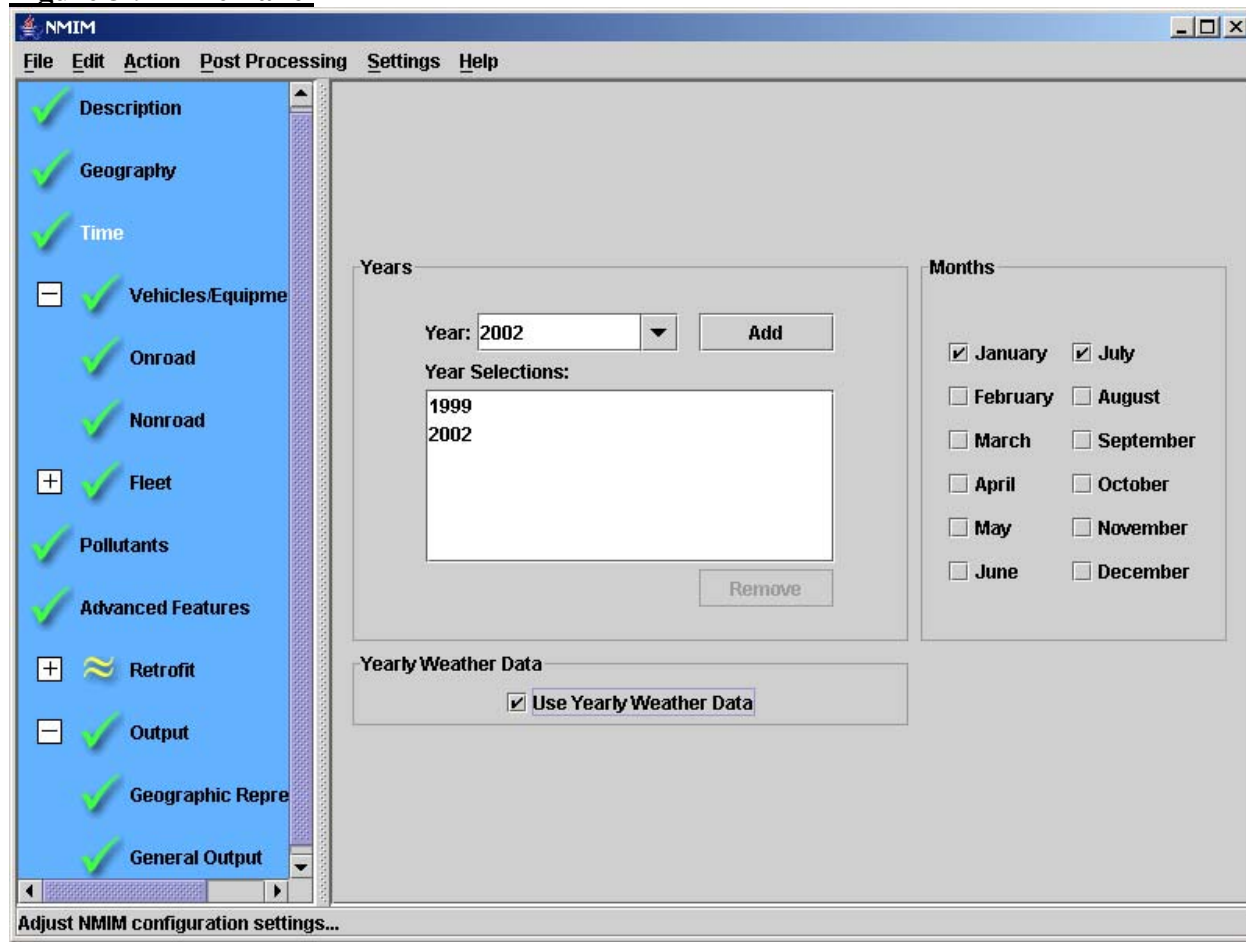 NMIM
File Edit Action Post Processing Settings Help
Description
Geography
Time
Vehicles/Equipme
Onroad
Nonroad
Fleet
Pollutants
Advanced Features
Retrofit
Output
Geographic Repre
General Output
Years
Year: 2002 Add
Year Selections:
1999
2002
Remove
Months
January July
February August
March September
April October
May November
June December
Yearly Weather Data
Use Yearly Weather Data
Adjust NMIM configuration settings...